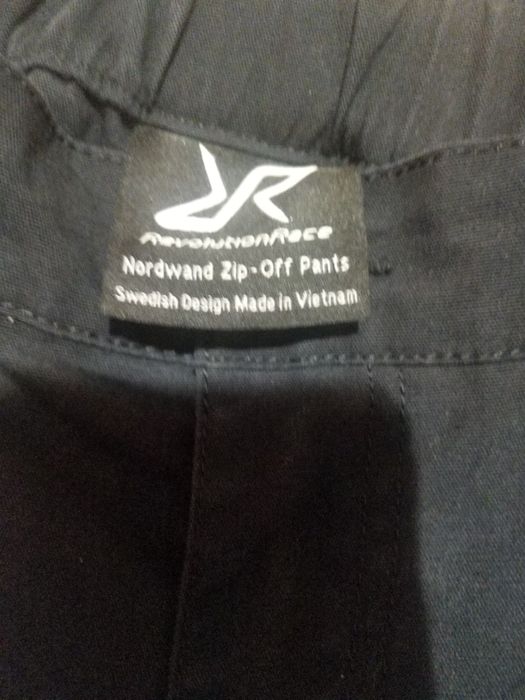 RevolutionRace
Nordwand Zip-Off Pants
Swedish Design Made in Vietnam